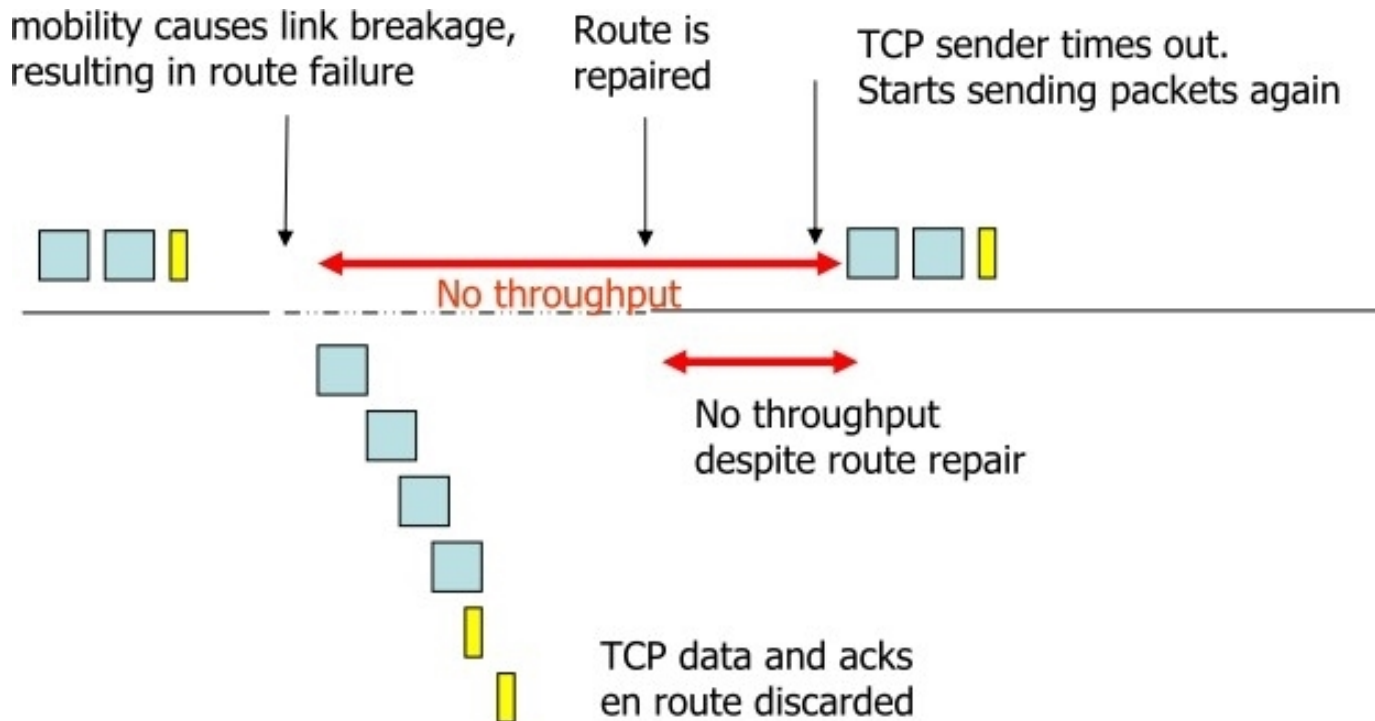 mobility causes link breakage,
resulting in route failure
Route is
repaired
TCP sender times out.
Starts sending packets again
No throughput
No throughput
despite route repair
TCP data and acks
en route discarded